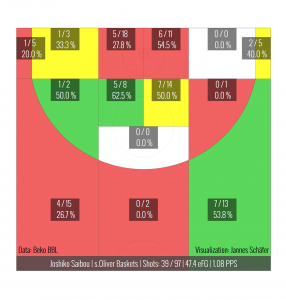 1 / 5
20.0 %
1 / 3
33.3 %
5 / 18
27.8 %
6 / 11
54.5 %
0 / 0
0.0 %
2 / 5
40.0 %
1 / 2
50.0 %
5 / 8
62.5 %
7 / 14
50.0 %
0 / 1
0.0 %
0 / 0
0.0 %
4 / 15
26.7 %
0 / 2
0.0 %
7 / 13
53.8 %
Data: Beko BBL
Visualization: Jannes Schäfer
Joshiko Saibou | s.Oliver Baskets | Shots: 39 / 97 | 47.4 eFG | 1.08 PPS